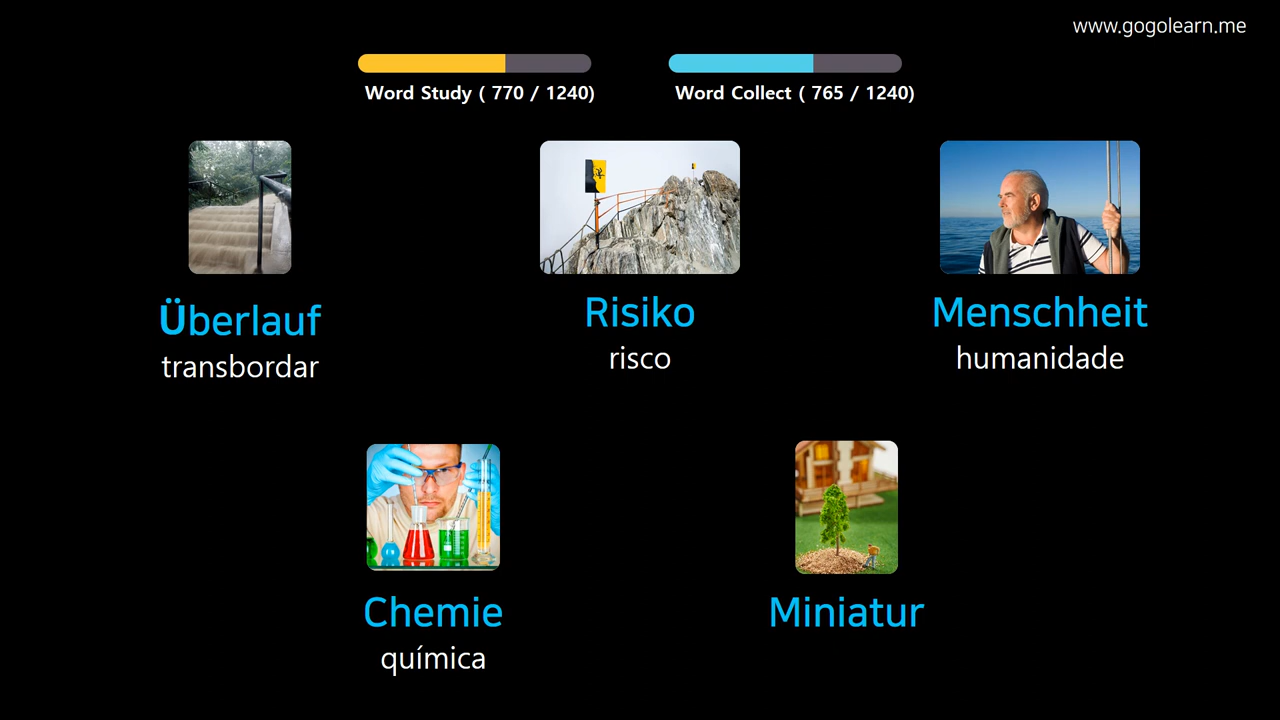 www.gogolearn.me
Word Study ( 770 / 1240)
Word Collect ( 765 / 1240)
Überlauf
transbordar
Risiko
risco
Menschheit
humanidade
Chemie
química
Miniatur